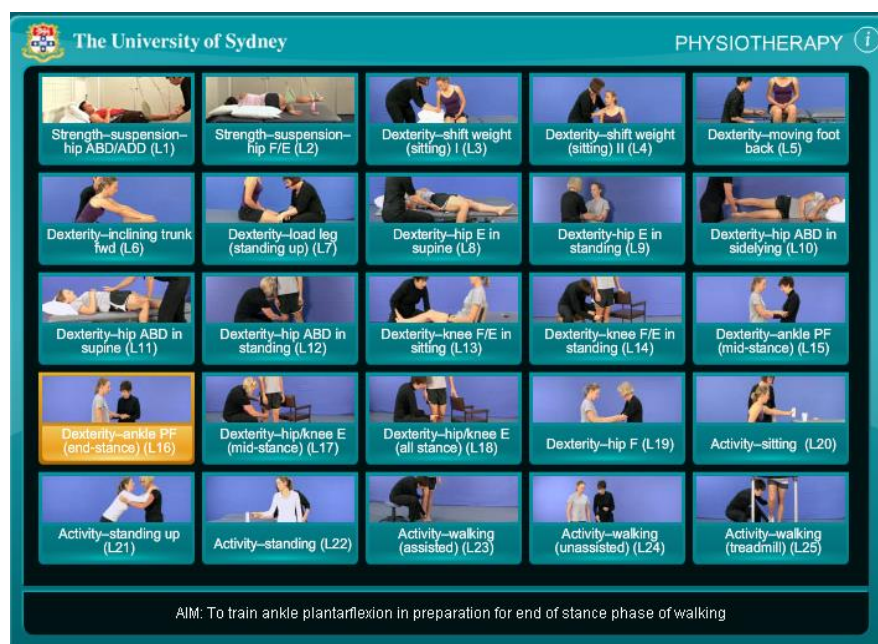 The University of Sydney
PHYSIOTHERAPY i
Strength–suspension–
hip ABD/ADD (L1)
Strength–suspension–
hip F/E (L2)
Dexterity–shift weight
(sitting) I (L3)
Dexterity–shift weight
(sitting) II (L4)
Dexterity–moving foot
back (L5)
Dexterity–inclining trunk
fwd (L6)
Dexterity–load leg
(standing up) (L7)
Dexterity–hip E in
supine (L8)
Dexterity-hip E in
standing (L9)
Dexterity–hip ABD in
sidelying (L10)
Dexterity–hip ABD in
supine (L11)
Dexterity–hip ABD in
standing (L12)
Dexterity–knee F/E in
sitting (L13)
Dexterity–knee F/E in
standing (L14)
Dexterity–ankle PF
(mid-stance) (L15)
Dexterity–ankle PF
(end-stance) (L16)
Dexterity–hip/knee E
(mid-stance) (L17)
Dexterity–hip/knee E
(all stance) (L18)
Dexterity–hip F (L19)
Activity–sitting (L20)
Activity–standing up
(L21)
Activity–standing (L22)
Activity–walking
(assisted) (L23)
Activity–walking
(unassisted) (L24)
Activity–walking
(treadmill) (L25)
AIM: To train ankle plantarflexion in preparation for end of stance phase of walking